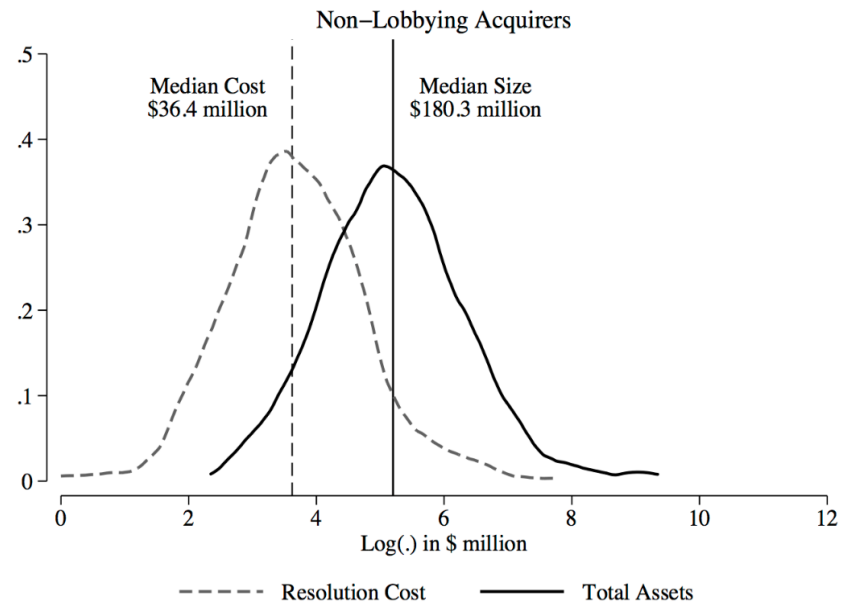 Non−Lobbying Acquirers
Median Cost
$36.4 million
Median Size
$180.3 million
.5
.4
.3
.2
.1
0
0 2 4 6 8 10 12
Log(.) in $ million
Resolution Cost Total Assets